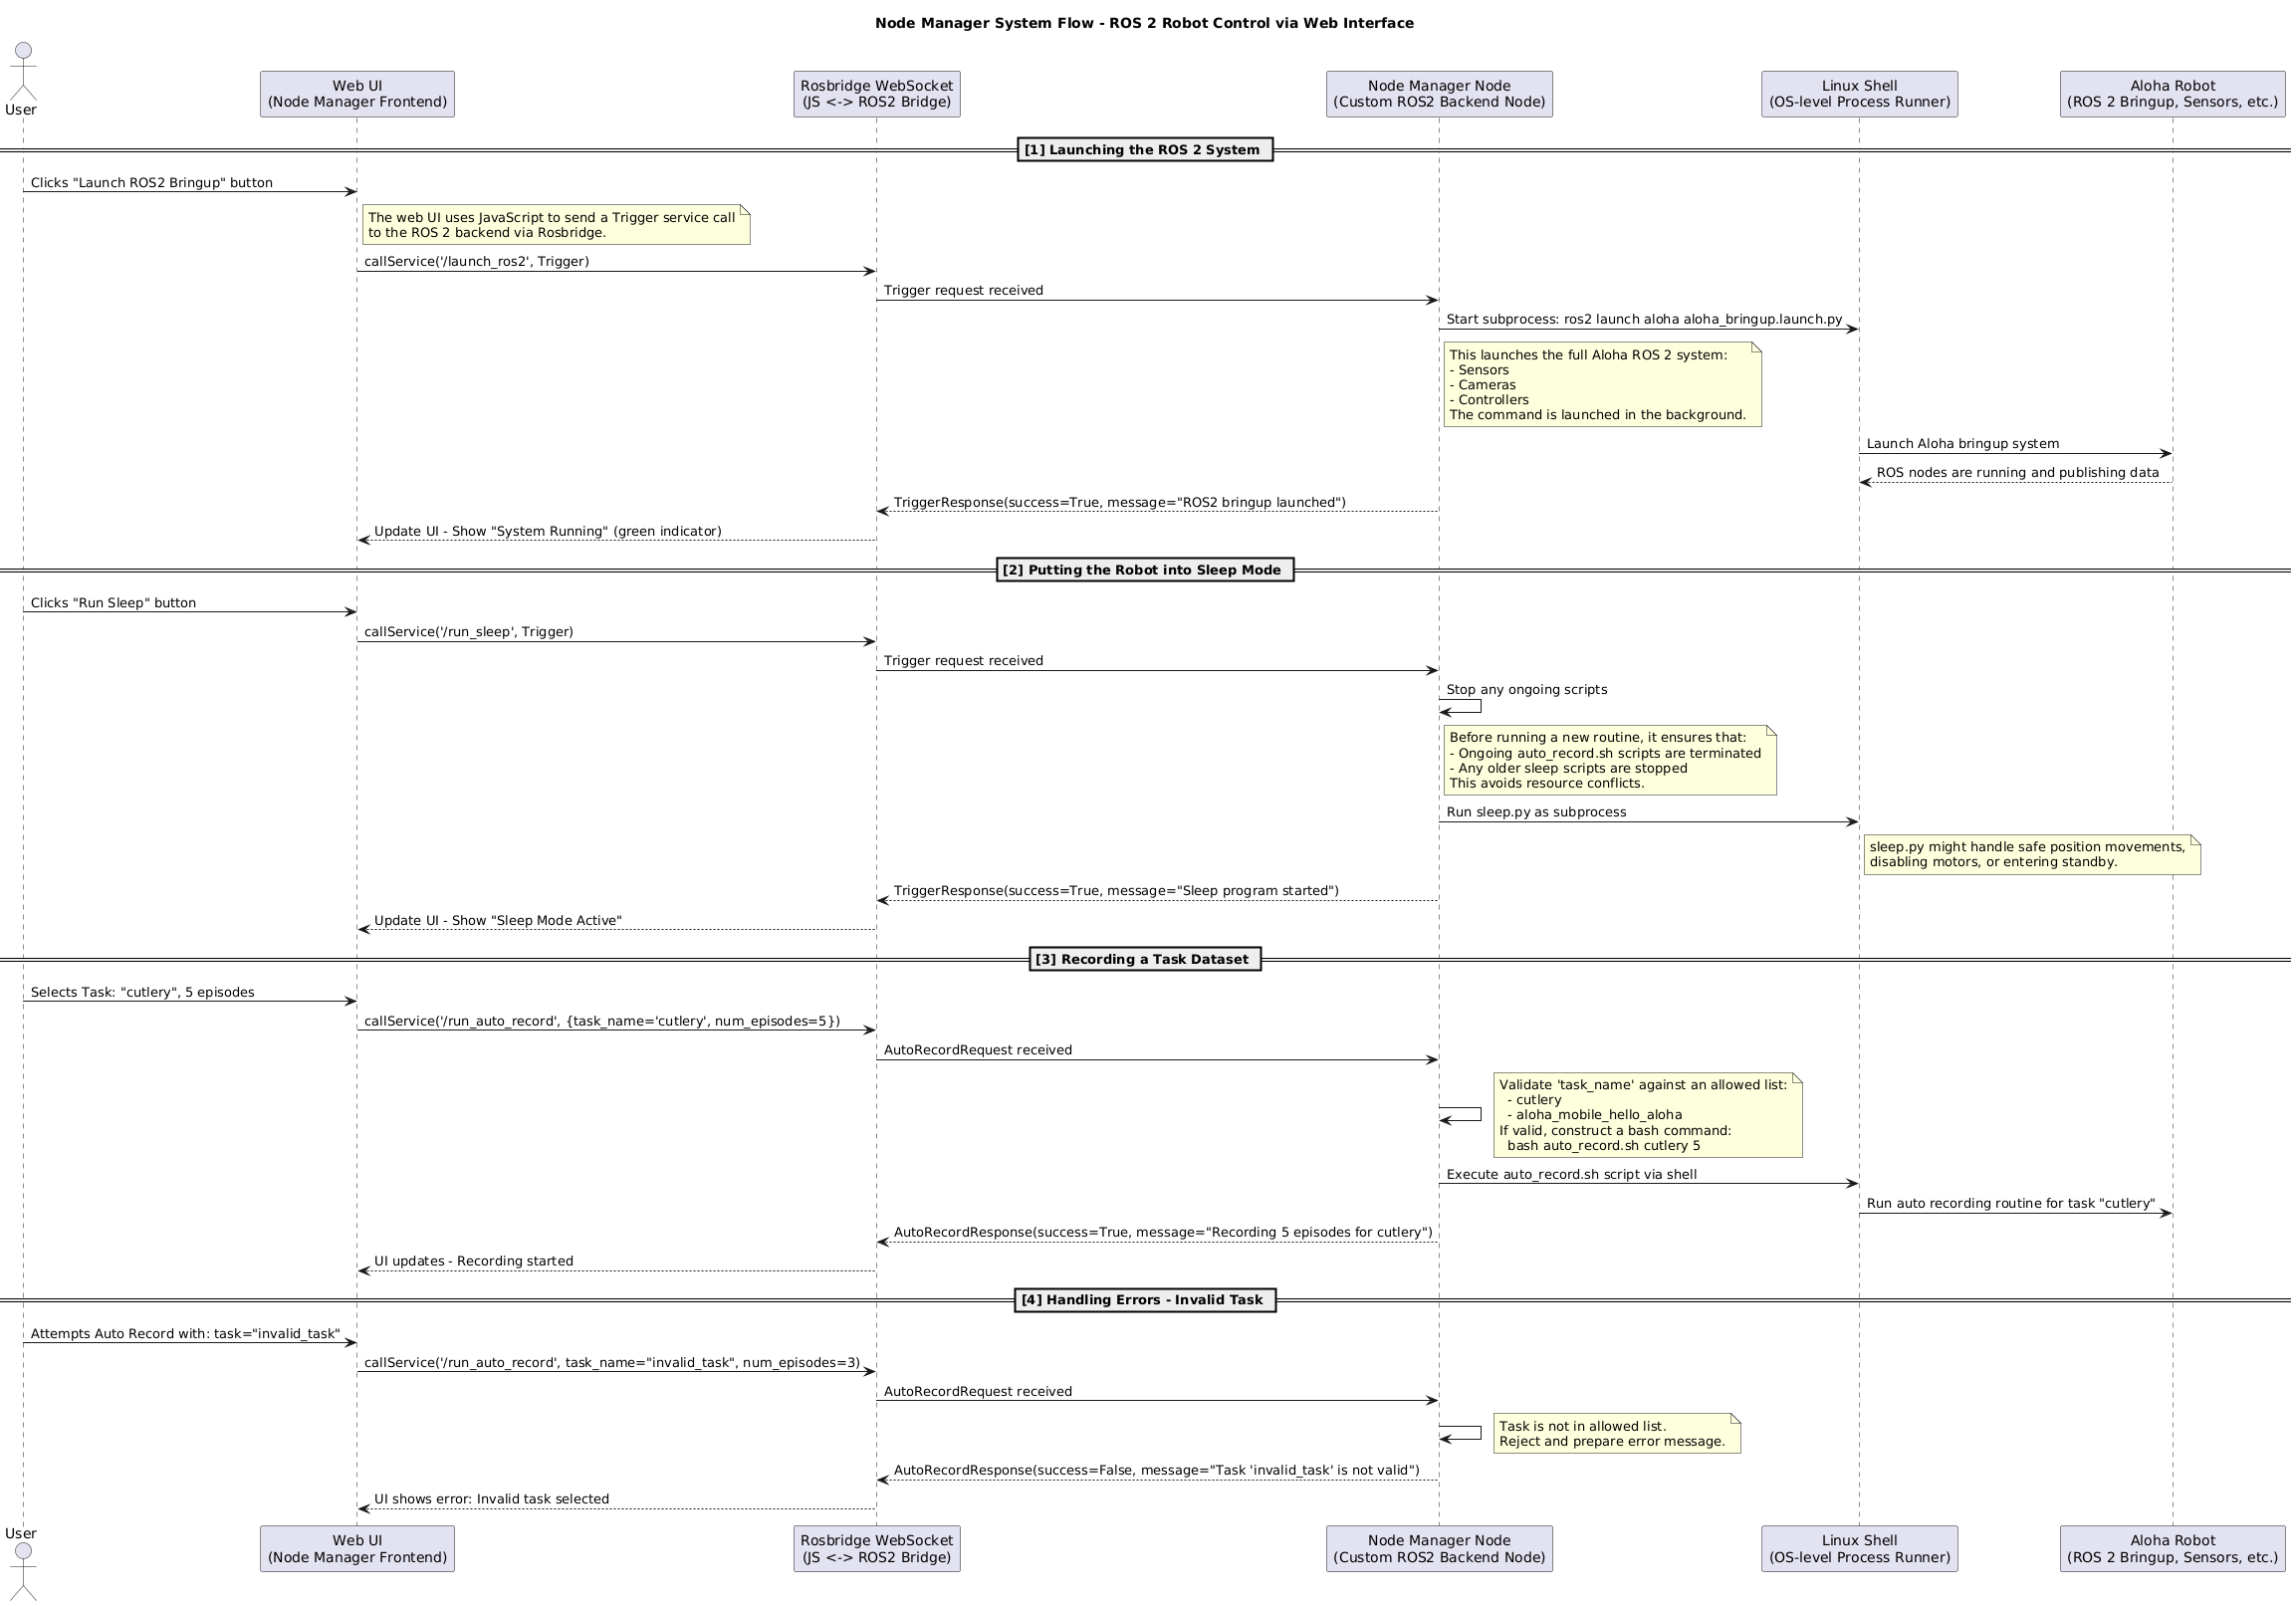 Node Manager System Flow - ROS 2 Robot Control via Web Interface
User
Web UI
(Node Manager Frontend)
Rosbridge WebSocket
(JS <-> ROS2 Bridge)
Node Manager Node
(Custom ROS2 Backend Node)
Linux Shell
(OS-level Process Runner)
Aloha Robot
(ROS 2 Bringup, Sensors, etc.)
[1] Launching the ROS 2 System
Clicks "Launch ROS2 Bringup" button
The web UI uses JavaScript to send a Trigger service call
to the ROS 2 backend via Rosbridge.
callService('/launch_ros2', Trigger)
Trigger request received
Start subprocess: ros2 launch aloha aloha_bringup.launch.py
This launches the full Aloha ROS 2 system:
- Sensors
- Cameras
- Controllers
The command is launched in the background.
Launch Aloha bringup system
ROS nodes are running and publishing data
TriggerResponse(success=True, message="ROS2 bringup launched")
Update UI - Show "System Running" (green indicator)
[2] Putting the Robot into Sleep Mode
Clicks "Run Sleep" button
callService('/run_sleep', Trigger)
Trigger request received
Stop any ongoing scripts
Before running a new routine, it ensures that:
- Ongoing auto_record.sh scripts are terminated
- Any older sleep scripts are stopped
This avoids resource conflicts.
Run sleep.py as subprocess
sleep.py might handle safe position movements,
disabling motors, or entering standby.
TriggerResponse(success=True, message="Sleep program started")
Update UI - Show "Sleep Mode Active"
[3] Recording a Task Dataset
Selects Task: "cutlery", 5 episodes
callService('/run_auto_record', {task_name='cutlery', num_episodes=5})
AutoRecordRequest received
Validate 'task_name' against an allowed list:
- cutlery
- aloha_mobile_hello_aloha
If valid, construct a bash command:
bash auto_record.sh cutlery 5
Execute auto_record.sh script via shell
Run auto recording routine for task "cutlery"
AutoRecordResponse(success=True, message="Recording 5 episodes for cutlery")
UI updates - Recording started
[4] Handling Errors - Invalid Task
Attempts Auto Record with: task="invalid_task"
callService('/run_auto_record', task_name="invalid_task", num_episodes=3)
AutoRecordRequest received
Task is not in allowed list.
Reject and prepare error message.
AutoRecordResponse(success=False, message="Task 'invalid_task' is not valid")
UI shows error: Invalid task selected
User
Web UI
(Node Manager Frontend)
Rosbridge WebSocket
(JS <-> ROS2 Bridge)
Node Manager Node
(Custom ROS2 Backend Node)
Linux Shell
(OS-level Process Runner)
Aloha Robot
(ROS 2 Bringup, Sensors, etc.)